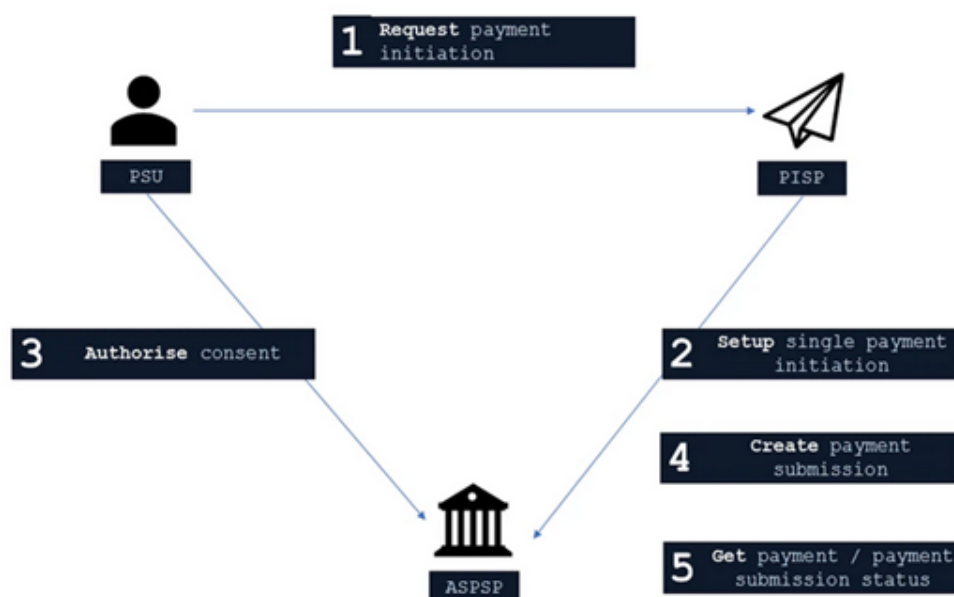 1 Request payment
initiation
PSU
PISP
3 Authorise consent
2 Setup single payment
initiation
4 Create payment
submission
ASPSP
5 Get payment / payment
submission status